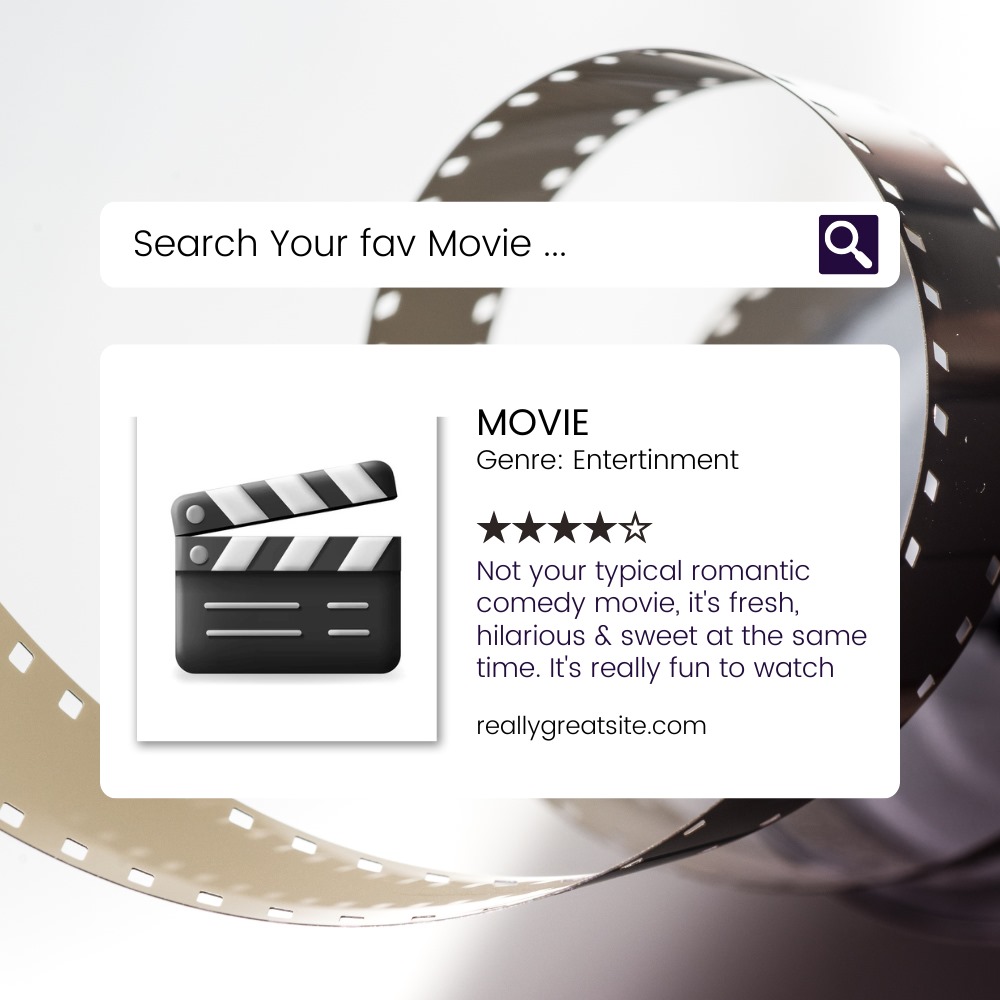 Search Your fav Movie ...
MOVIE
Genre: Entertinment
★★★★☆
Not your typical romantic
comedy movie, it's fresh,
hilarious & sweet at the same
time. It's really fun to watch
reallygreatsite.com